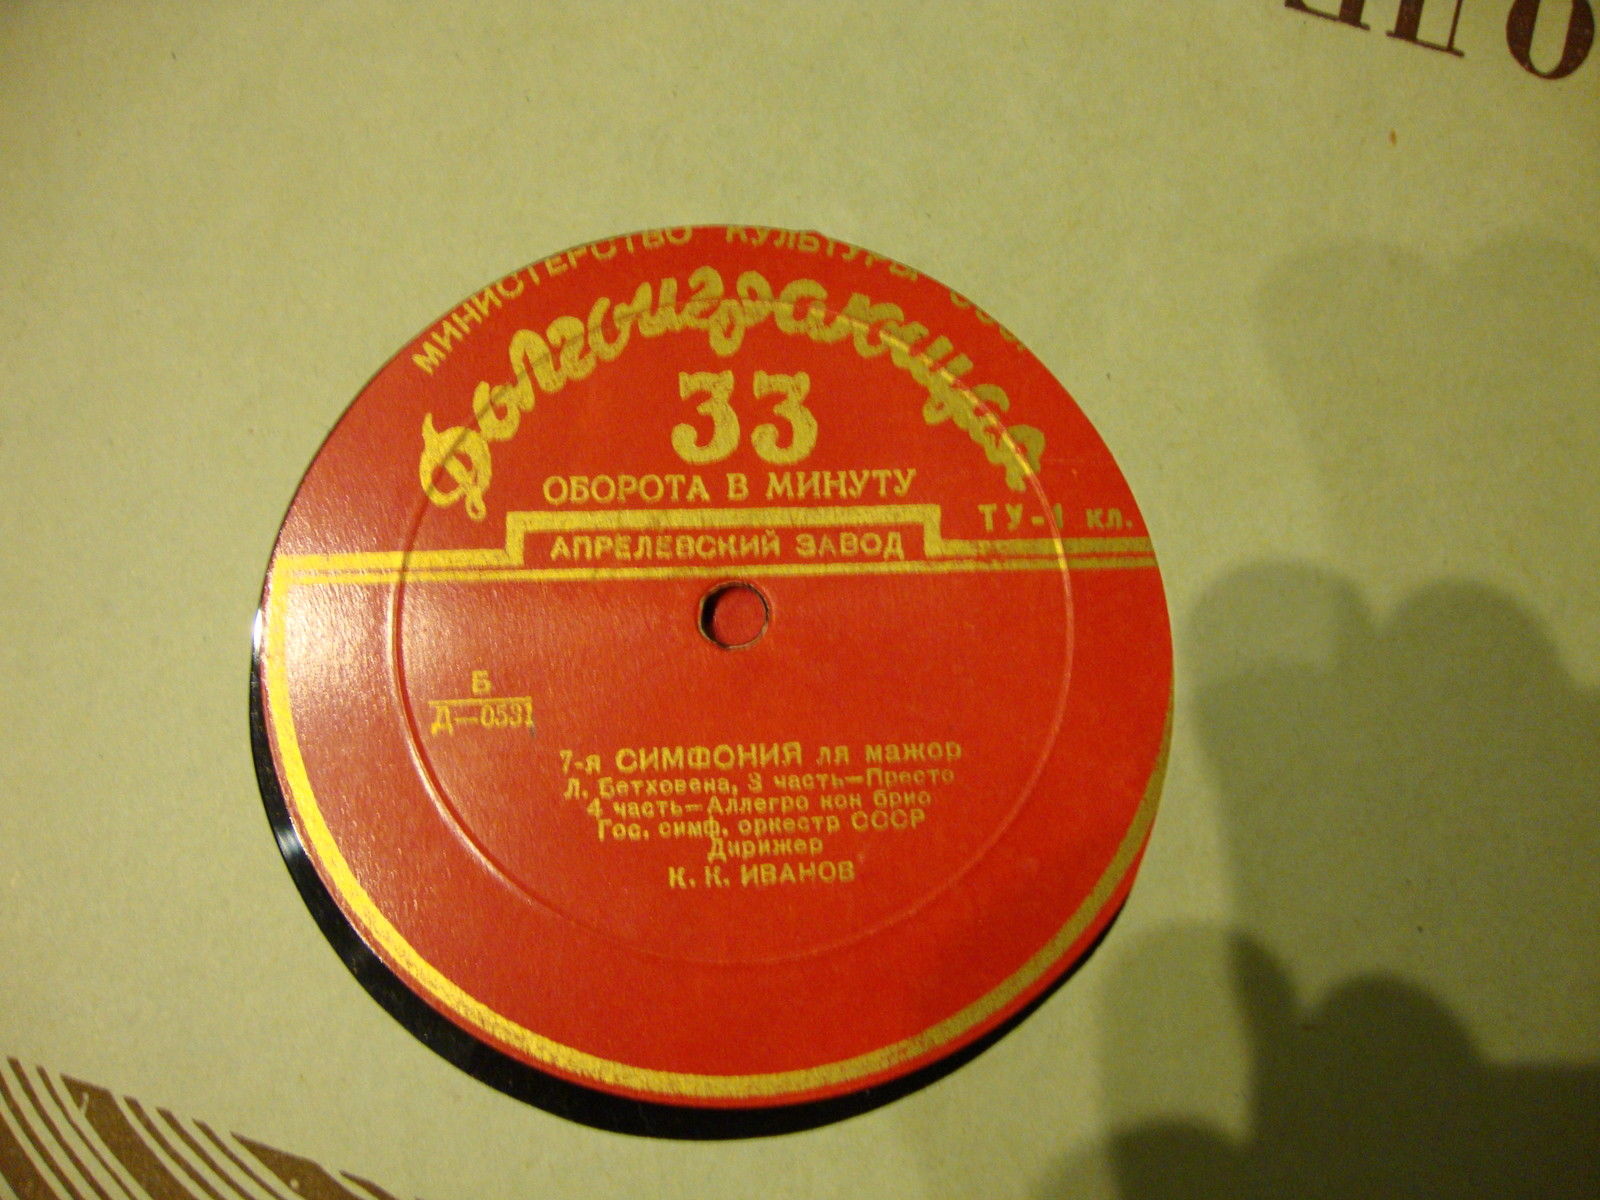 МИНИСТЕРСТВО КУЛЬТУРЫ
Долгоиграющая
33
ОБОРОТА В МИНУТУ
ТУ-1 кл.
АПРЕЛЕВСКИЙ ЗАВОД
Б
Д—0531
7-я СИМФОНИЯ ля мажор
Л. Бетховена, 3 часть—Престо
4 часть—Аллегро кон брио
Гос. симф. оркестр СССР
Дирижер
К. К. ИВАНОВ